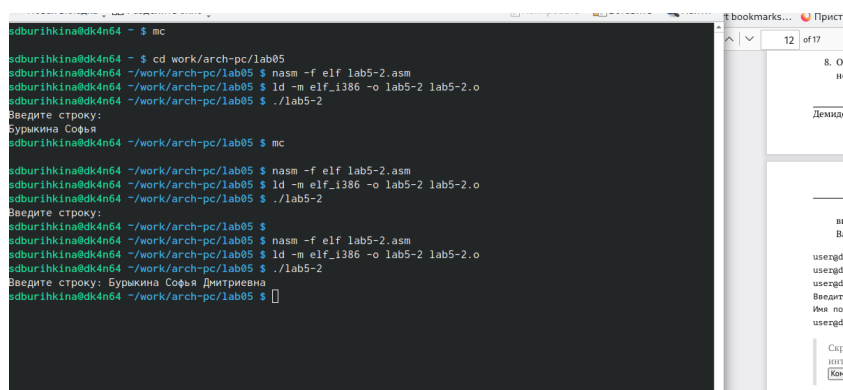 t bookmarks...
sdburihkina@dk4n64 ~ $ mc
sdburihkina@dk4n64 ~ $ cd work/arch-pc/lab05
sdburihkina@dk4n64 ~/work/arch-pc/lab05 $ nasm -f elf lab5-2.asm
sdburihkina@dk4n64 ~/work/arch-pc/lab05 $ ld -m elf_i386 -o lab5-2 lab5-2.o
sdburihkina@dk4n64 ~/work/arch-pc/lab05 $ ./lab5-2
Введите строку:
Бурыкина Софья
sdburihkina@dk4n64 ~/work/arch-pc/lab05 $ mc
sdburihkina@dk4n64 ~/work/arch-pc/lab05 $ nasm -f elf lab5-2.asm
sdburihkina@dk4n64 ~/work/arch-pc/lab05 $ ld -m elf_i386 -o lab5-2 lab5-2.o
sdburihkina@dk4n64 ~/work/arch-pc/lab05 $ ./lab5-2
Введите строку:
sdburihkina@dk4n64 ~/work/arch-pc/lab05 $
sdburihkina@dk4n64 ~/work/arch-pc/lab05 $ nasm -f elf lab5-2.asm
sdburihkina@dk4n64 ~/work/arch-pc/lab05 $ ld -m elf_i386 -o lab5-2 lab5-2.o
sdburihkina@dk4n64 ~/work/arch-pc/lab05 $ ./lab5-2
Введите строку: Бурыкина Софья Дмитриевна
sdburihkina@dk4n64 ~/work/arch-pc/lab05 $
12 of 17
8. О
Демид
user@d
user@d
user@d
Введит
Имя по
user@d